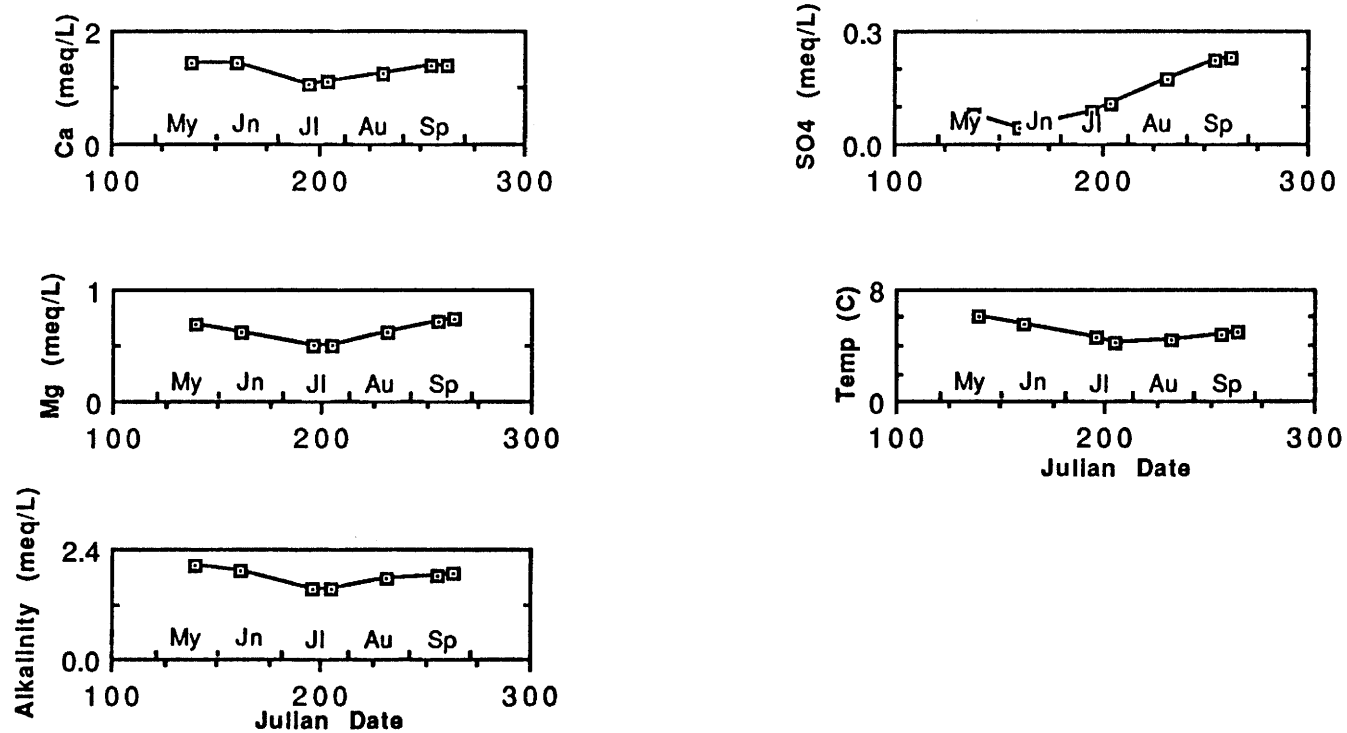 Ca (meq/L)
2
0
My Jn Jl Au Sp
100 200 300
SO4 (meq/L)
0.3
0.0
My Jn Jl Au Sp
100 200 300
Mg (meq/L)
1
0
My Jn Jl Au Sp
100 200 300
Temp (C)
8
0
My Jn Jl Au Sp
100 200 300
Julian Date
Alkalinity (meq/L)
2.4
0.0
My Jn Jl Au Sp
100 200 300
Julian Date